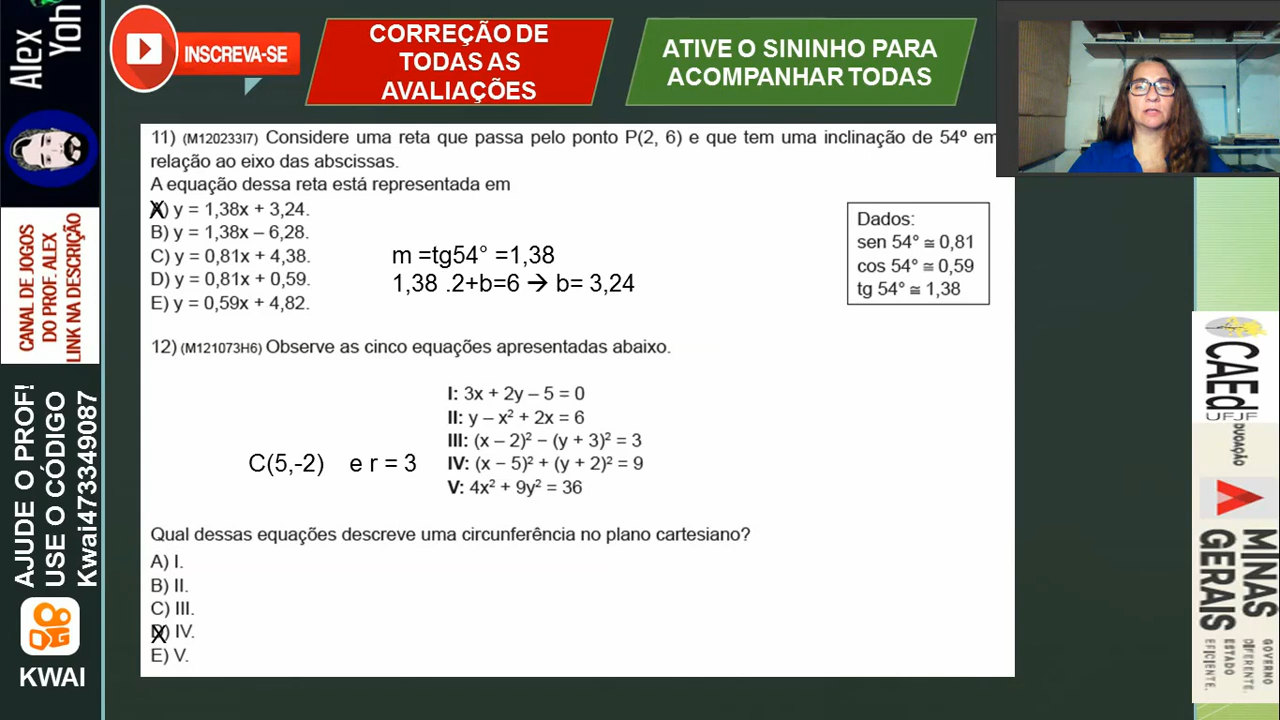 Alex
Yoh
INSCREVA-SE
CORREÇÃO DE
TODAS AS
AVALIAÇÕES
ATIVE O SININHO PARA
ACOMPANHAR TODAS
11) (M120233I7) Considere uma reta que passa pelo ponto P(2, 6) e que tem uma inclinação de 54º em
relação ao eixo das abscissas.
A equação dessa reta está representada em
X) y = 1,38x + 3,24.
B) y = 1,38x – 6,28.
C) y = 0,81x + 4,38.
D) y = 0,81x + 0,59.
E) y = 0,59x + 4,82.
m =tg54° =1,38
1,38 .2+b=6 → b= 3,24
Dados:
sen 54° ≅ 0,81
cos 54° ≅ 0,59
tg 54° ≅ 1,38
12) (M121073H6) Observe as cinco equações apresentadas abaixo.
I: 3x + 2y – 5 = 0
II: y – x² + 2x = 6
III: (x – 2)² – (y + 3)² = 3
IV: (x – 5)² + (y + 2)² = 9
V: 4x² + 9y² = 36
C(5,-2) e r = 3
Qual dessas equações descreve uma circunferência no plano cartesiano?
A) I.
B) II.
C) III.
X) IV.
E) V.
CANAL DE JOGOS
DO PROF. ALEX
LINK NA DESCRIÇÃO
AJUDE O PROF!
USE O CÓDIGO
Kwai473349087
KWAI
CAEd
UFJF
MINAS
GERAIS
GOVERNO
DIFERENTE.
ESTADO
EFICIENTE.